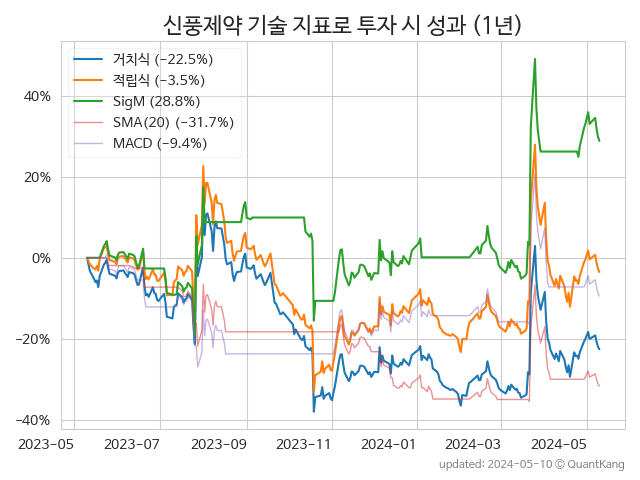 신풍제약 기술 지표로 투자 시 성과 (1년)
거치식 (-22.5%)
적립식 (-3.5%)
SigM (28.8%)
SMA(20) (-31.7%)
MACD (-9.4%)
40%
20%
0%
-20%
-40%
2023-05 2023-07 2023-09 2023-11 2024-01 2024-03 2024-05
updated: 2024-05-10 © QuantKang